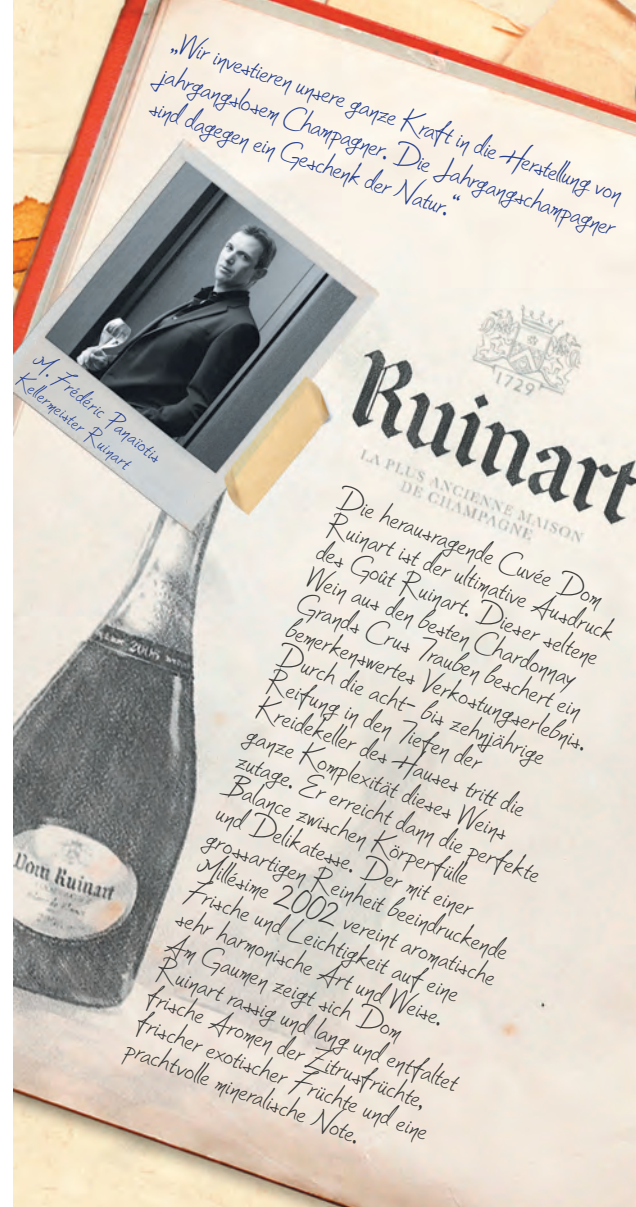 „Wir investieren unsere ganze Kraft in die Herstellung von
jahrgangslosem Champagner. Die Jahrgangschampagner
sind dagegen ein Geschenk der Natur.“
M. Frédéric Panaïotis
Kellermeister Ruinart
1729
Ruinart
LA PLUS ANCIENNE MAISON
DE CHAMPAGNE
Die herausragende Cuvée Dom
Ruinart ist der ultimative Ausdruck
des Goût Ruinart. Dieser seltene
Wein aus den besten Chardonnay
Grands Crus Trauben beschert ein
bemerkenswertes Verkostungserlebnis.
Durch die acht- bis zehnjährige
Reifung in den Tiefen der
Kreidekeller des Hauses tritt die
ganze Komplexität dieses Weins
zutage. Er erreicht dann die perfekte
Balance zwischen Körperfülle
und Delikatesse. Der mit einer
grossartigen Reinheit beeindruckende
Millésime 2002 vereint aromatische
Frische und Leichtigkeit auf eine
sehr harmonische Art und Weise.
Am Gaumen zeigt sich Dom
Ruinart rassig und lang und entfaltet
frische Aromen der Zitrusfrüchte,
frischer exotischer Früchte und eine
prachtvolle mineralische Note.
Dom Ruinart